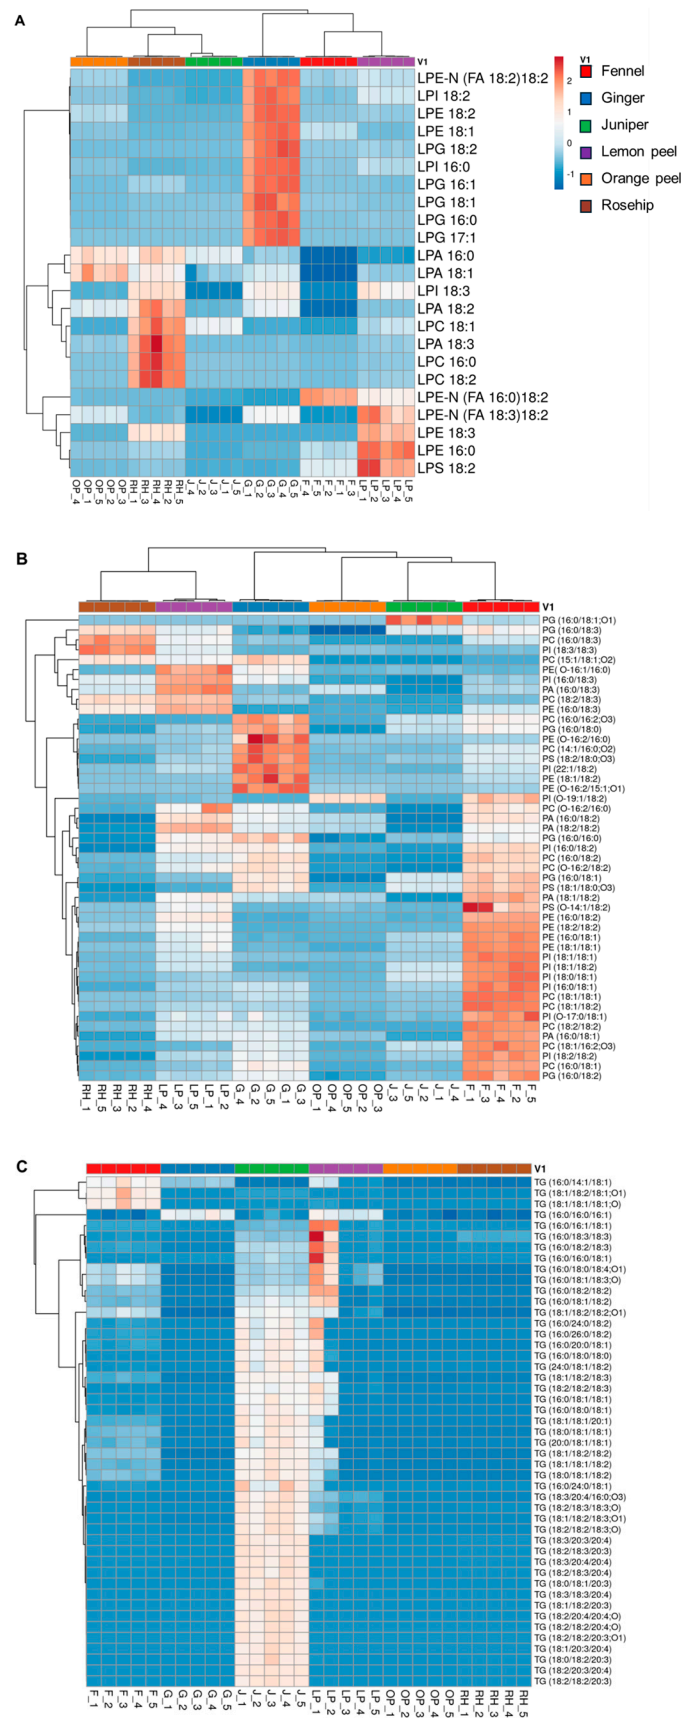 A
V1
LPE-N (FA 18:2)18:2
LPI 18:2
LPE 18:2
LPE 18:1
LPG 18:2
LPI 16:0
LPG 16:1
LPG 18:1
LPG 16:0
LPG 17:1
LPA 16:0
LPA 18:1
LPI 18:3
LPA 18:2
LPC 18:1
LPA 18:3
LPC 16:0
LPC 18:2
LPE-N (FA 16:0)18:2
LPE-N (FA 18:3)18:2
LPE 18:3
LPE 16:0
LPS 18:2
OP_4
OP_1
OP_5
OP_2
OP_3
RH_1
RH_3
RH_4
RH_2
RH_5
J_4
J_2
J_3
J_1
J_5
G_1
G_2
G_3
G_4
G_5
F_5
F_4
F_2
F_1
F_3
LP_1
LP_2
LP_3
LP_4
LP_5
V1
2
1
0
-1
Fennel
Ginger
Juniper
Lemon peel
Orange peel
Rosehip
B
V1
PG (16:0/18:1;O1)
PG (16:0/18:3)
PC (16:0/18:3)
PI (18:3/18:3)
PC (15:1/18:1;O2)
PE( O-16:1/16:0)
PI (16:0/18:3)
PA (16:0/18:3)
PC (18:2/18:3)
PE (16:0/18:3)
PC (16:0/16:2;O3)
PG (16:0/18:0)
PE (O-16:2/16:0)
PC (14:1/16:0;O2)
PS (18:2/18:0;O3)
PI (22:1/18:2)
PE (18:1/18:2)
PE (O-16:2/15:1;O1)
PI (O-19:1/18:2)
PC (O-16:2/16:0)
PA (16:0/18:2)
PA (18:2/18:2)
PG (16:0/16:0)
PI (16:0/18:2)
PC (16:0/18:2)
PC (O-16:2/18:2)
PG (16:0/18:1)
PS (18:1/18:0;O3)
PA (18:1/18:2)
PS (O-14:1/18:2)
PE (16:0/18:2)
PE (18:2/18:2)
PE (16:0/18:1)
PE (18:1/18:1)
PI (18:1/18:1)
PI (18:1/18:2)
PI (18:0/18:1)
PI (16:0/18:1)
PC (18:1/18:1)
PC (18:1/18:2)
PI (O-17:0/18:1)
PC (18:2/18:2)
PA (16:0/18:1)
PC (18:1/16:2;O3)
PI (18:2/18:2)
PC (16:0/18:1)
PG (16:0/18:2)
RH_1
RH_5
RH_3
RH_2
RH_4
LP_4
LP_3
LP_5
LP_1
LP_2
G_4
G_2
G_5
G_1
G_3
OP_1
OP_4
OP_5
OP_2
OP_3
J_3
J_5
J_2
J_1
J_4
F_1
F_3
F_4
F_2
F_5
C
V1
TG (16:0/14:1/18:1)
TG (18:1/18:2/18:1;O1)
TG (18:1/18:1/18:1;O)
TG (16:0/16:0/16:1)
TG (16:0/16:1/18:1)
TG (16:0/18:3/18:3)
TG (16:0/18:2/18:3)
TG (16:0/16:0/18:1)
TG (16:0/18:0/18:4;O1)
TG (16:0/18:1/18:3;O)
TG (16:0/18:2/18:2)
TG (16:0/18:1/18:2)
TG (18:1/18:2/18:2;O1)
TG (16:0/24:0/18:2)
TG (16:0/26:0/18:2)
TG (16:0/20:0/18:1)
TG (16:0/18:0/18:0)
TG (24:0/18:1/18:2)
TG (18:1/18:2/18:3)
TG (18:2/18:2/18:3)
TG (16:0/18:1/18:1)
TG (16:0/18:0/18:1)
TG (18:1/18:1/20:1)
TG (18:0/18:1/18:1)
TG (20:0/18:1/18:1)
TG (18:1/18:2/18:2)
TG (18:1/18:1/18:2)
TG (18:0/18:1/18:2)
TG (16:0/24:0/18:1)
TG (18:3/20:4/16:0;O3)
TG (18:2/18:3/18:3;O)
TG (18:1/18:2/18:3;O1)
TG (18:2/18:2/18:3;O)
TG (18:3/20:3/20:4)
TG (18:2/18:3/20:3)
TG (18:3/20:4/20:4)
TG (18:2/18:3/20:4)
TG (18:0/18:1/20:3)
TG (18:3/18:3/20:4)
TG (18:1/18:2/20:3)
TG (18:2/20:4/20:4;O)
TG (18:2/18:2/20:4;O)
TG (18:2/18:2/20:3;O1)
TG (18:1/20:3/20:4)
TG (18:0/18:2/20:3)
TG (18:2/20:3/20:4)
TG (18:2/18:2/20:3)
F_1
F_2
F_3
F_4
F_5
G_1
G_2
G_3
G_4
G_5
J_1
J_2
J_3
J_4
J_5
LP_1
LP_2
LP_3
LP_4
LP_5
OP_1
OP_2
OP_3
OP_4
OP_5
RH_1
RH_2
RH_3
RH_4
RH_5